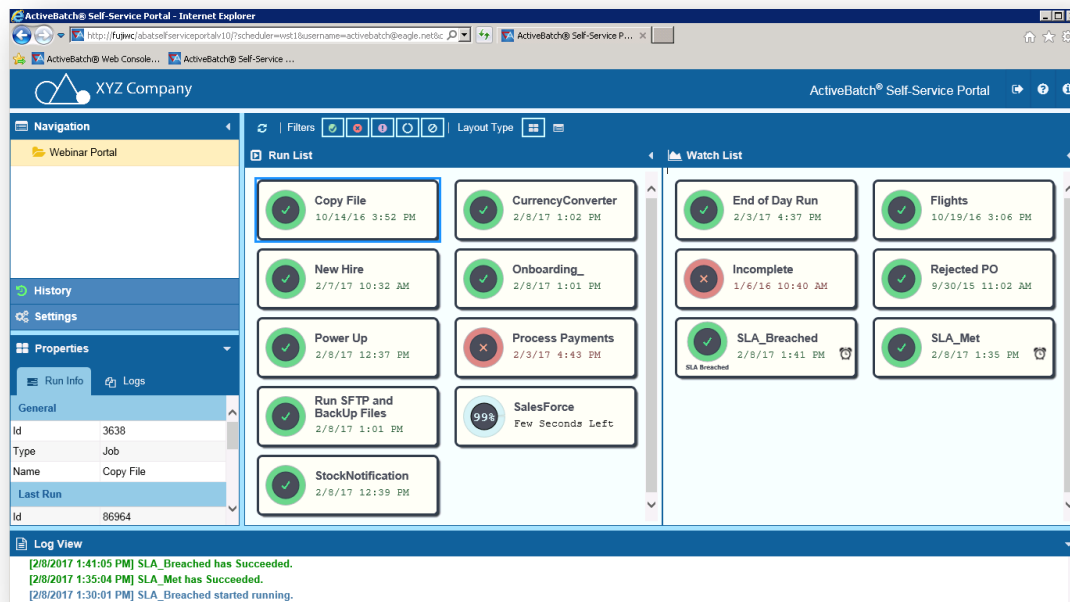 ActiveBatch® Self-Service Portal - Internet Explorer
http://fujiwc/abatselfserviceportalv10/?scheduler=wst1&username=activebatch@eagle.net&c
ActiveBatch® Self-Service P...
ActiveBatch® Web Console...
ActiveBatch® Self-Service ...
XYZ Company
ActiveBatch® Self-Service Portal
Navigation
Webinar Portal
History
Settings
Properties
Run Info
Logs
General
Id 3638
Type Job
Name Copy File
Last Run
Id 86964
Filters
Layout Type
Run List
Copy File
10/14/16 3:52 PM
CurrencyConverter
2/8/17 1:02 PM
New Hire
2/7/17 10:32 AM
Onboarding_
2/8/17 1:01 PM
Power Up
2/8/17 12:37 PM
Process Payments
2/3/17 4:43 PM
Run SFTP and
BackUp Files
2/8/17 1:01 PM
99%
SalesForce
Few Seconds Left
StockNotification
2/8/17 12:39 PM
Watch List
End of Day Run
2/3/17 4:37 PM
Flights
10/19/16 3:06 PM
Incomplete
1/6/16 10:40 AM
Rejected PO
9/30/15 11:02 AM
SLA_Breached
2/8/17 1:41 PM
SLA Breached
SLA_Met
2/8/17 1:35 PM
Log View
[2/8/2017 1:41:05 PM] SLA_Breached has Succeeded.
[2/8/2017 1:35:04 PM] SLA_Met has Succeeded.
[2/8/2017 1:30:01 PM] SLA_Breached started running.